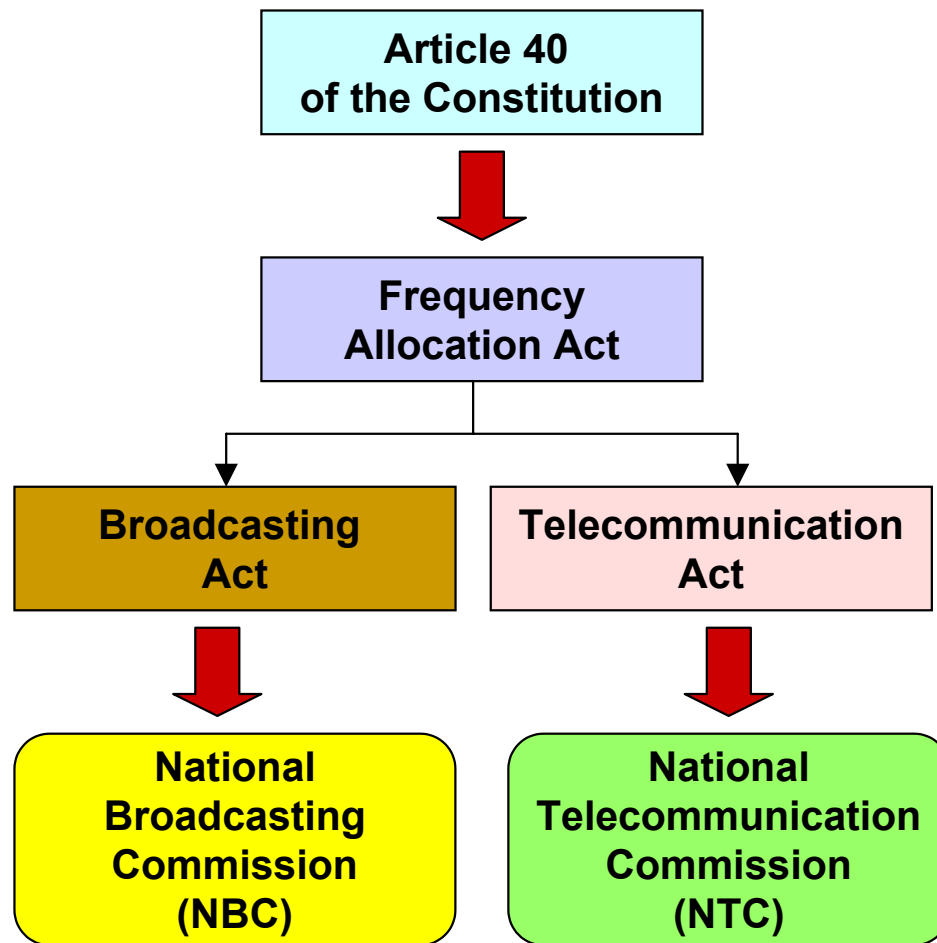 Article 40
of the Constitution
Frequency
Allocation Act
Broadcasting
Act
Telecommunication
Act
National
Broadcasting
Commission
(NBC)
National
Telecommunication
Commission
(NTC)